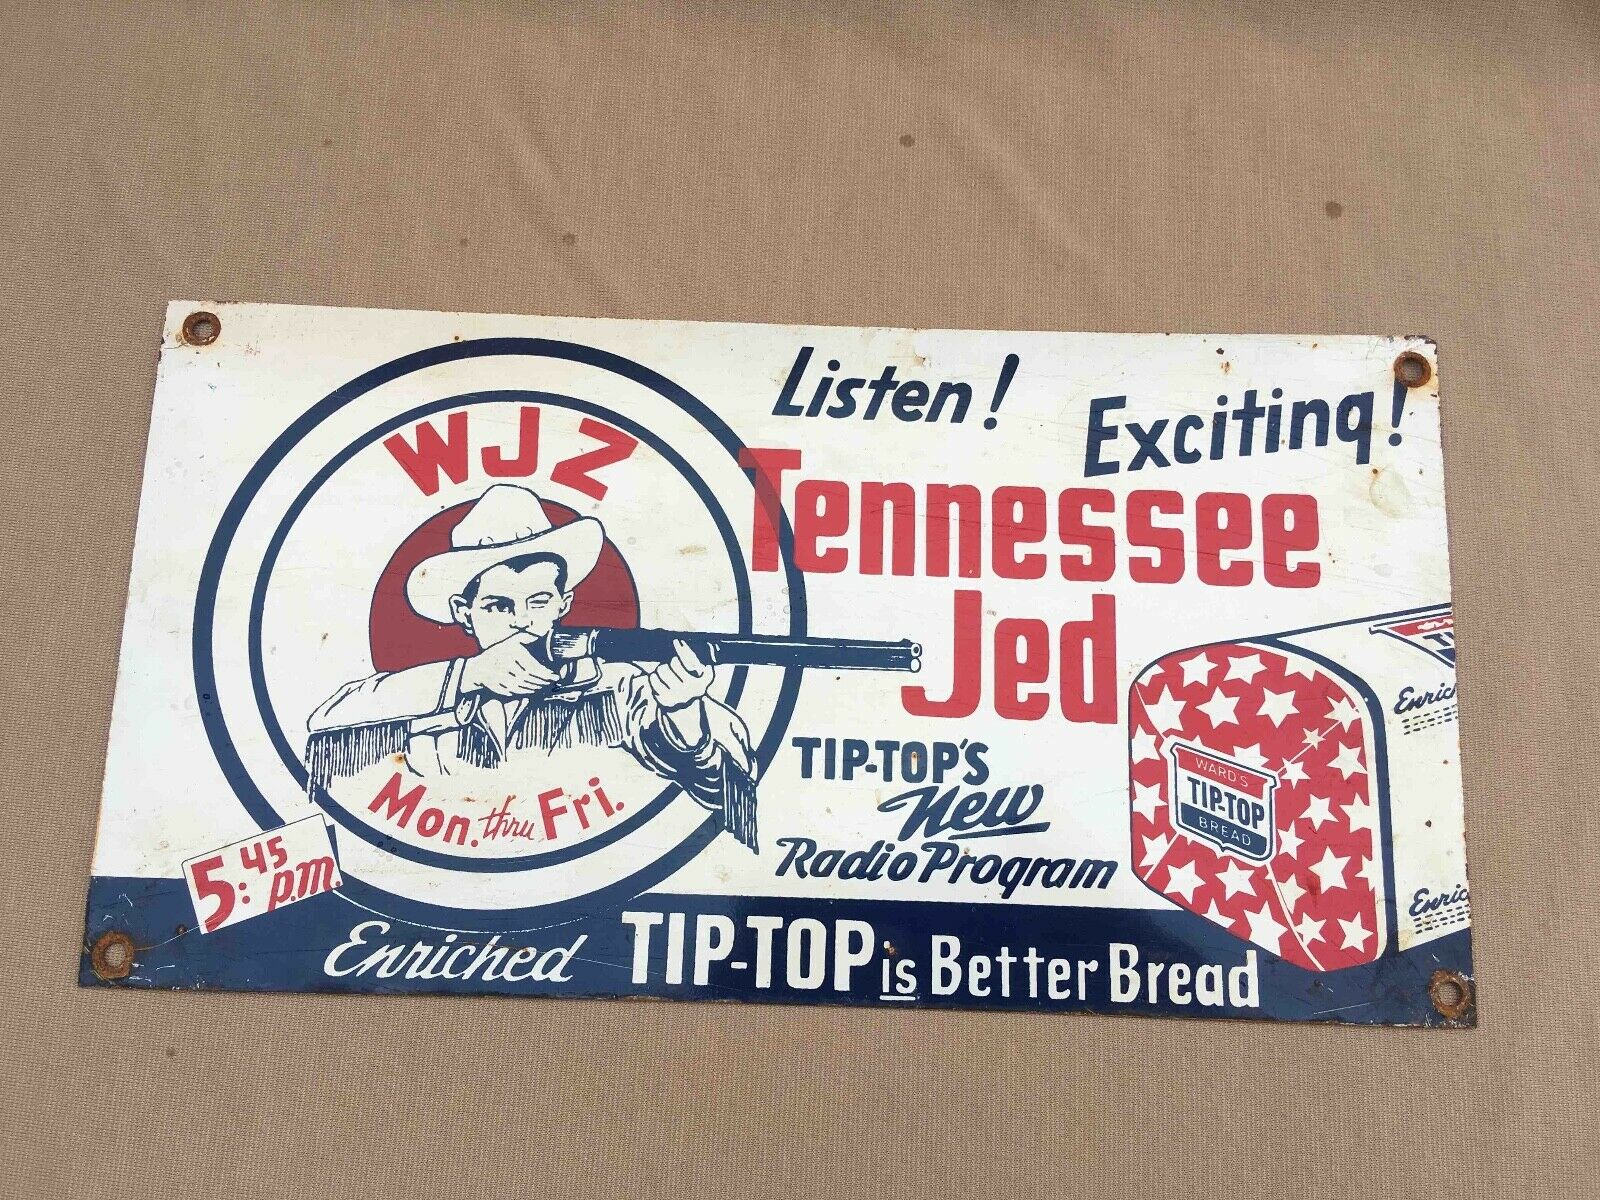 Listen!
Exciting!
WJZ
Tennessee
Jed
TIP-TOP'S
New
Radio Program
Mon. thru Fri.
5:45
p.m.
WARD'S
TIP-TOP
BREAD
Enriched TIP-TOP is Better Bread